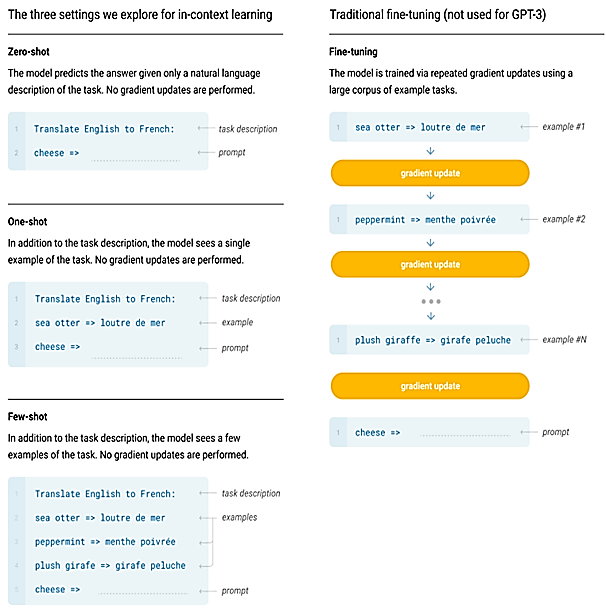 The three settings we explore for in-context learning
Zero-shot
The model predicts the answer given only a natural language
description of the task. No gradient updates are performed.
1 Translate English to French: task description
2 cheese => prompt
One-shot
In addition to the task description, the model sees a single
example of the task. No gradient updates are performed.
1 Translate English to French: task description
2 sea otter => loutre de mer example
3 cheese => prompt
Few-shot
In addition to the task description, the model sees a few
examples of the task. No gradient updates are performed.
1 Translate English to French: task description
2 sea otter => loutre de mer examples
3 peppermint => menthe poivrée
4 plush girafe => girafe peluche
5 cheese => prompt
Traditional fine-tuning (not used for GPT-3)
Fine-tuning
The model is trained via repeated gradient updates using a
large corpus of example tasks.
1 sea otter => loutre de mer example #1
gradient update
1 peppermint => menthe poivrée example #2
gradient update
1 plush giraffe => girafe peluche example #N
gradient update
1 cheese => prompt